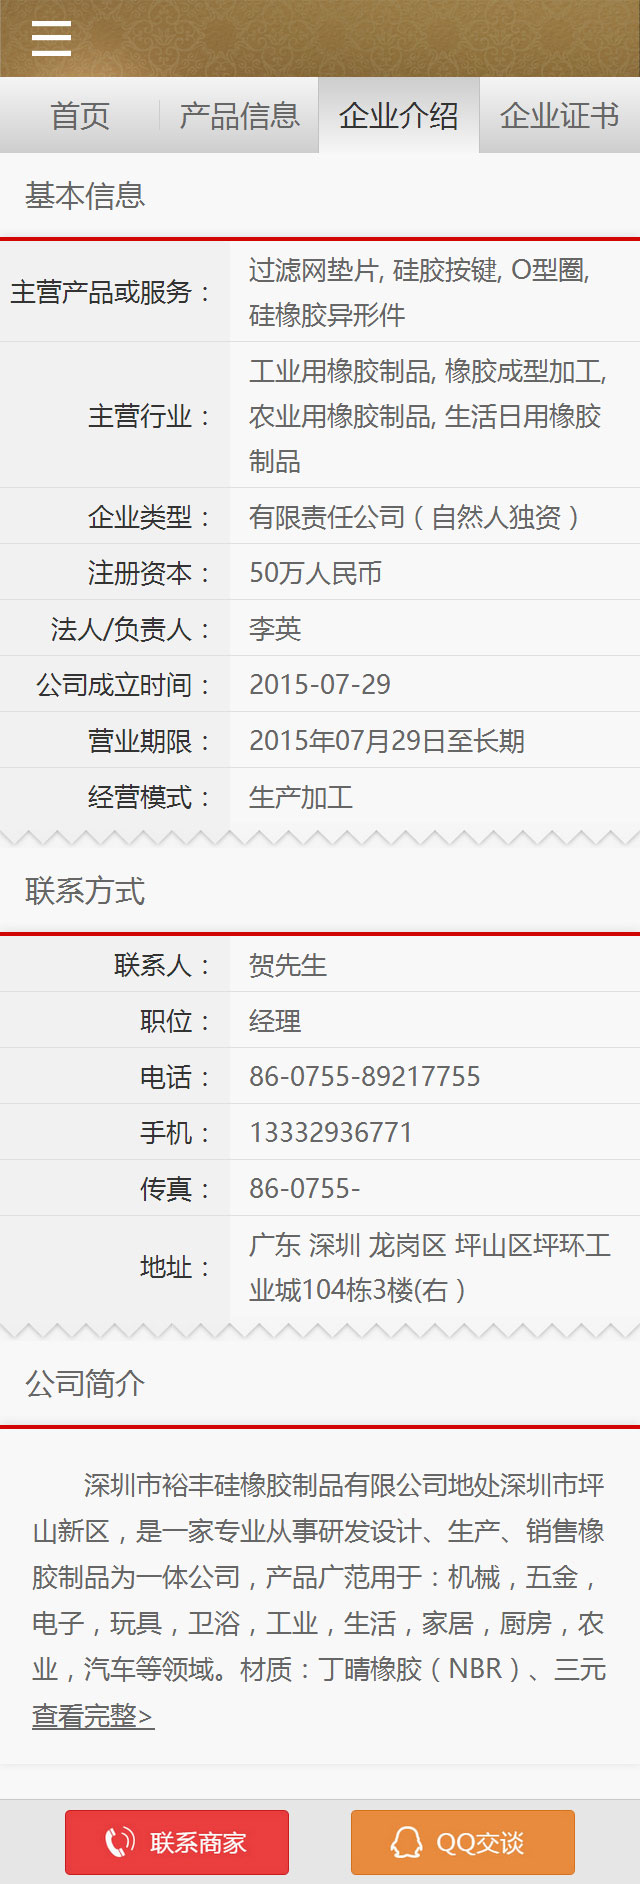 首页 产品信息 企业介绍 企业证书
基本信息
主营产品或服务： 过滤网垫片, 硅胶按键, O型圈,
硅橡胶异形件
主营行业： 工业用橡胶制品, 橡胶成型加工,
农业用橡胶制品, 生活日用橡胶
制品
企业类型： 有限责任公司（自然人独资）
注册资本： 50万人民币
法人/负责人： 李英
公司成立时间： 2015-07-29
营业期限： 2015年07月29日至长期
经营模式： 生产加工
联系方式
联系人： 贺先生
职位： 经理
电话： 86-0755-89217755
手机： 13332936771
传真： 86-0755-
地址： 广东 深圳 龙岗区 坪山区坪环工
业城104栋3楼(右）
公司简介
深圳市裕丰硅橡胶制品有限公司地处深圳市坪
山新区，是一家专业从事研发设计、生产、销售橡
胶制品为一体公司，产品广范用于：机械，五金，
电子，玩具，卫浴，工业，生活，家居，厨房，农
业，汽车等领域。材质：丁晴橡胶（NBR）、三元
查看完整>
联系商家 QQ交谈